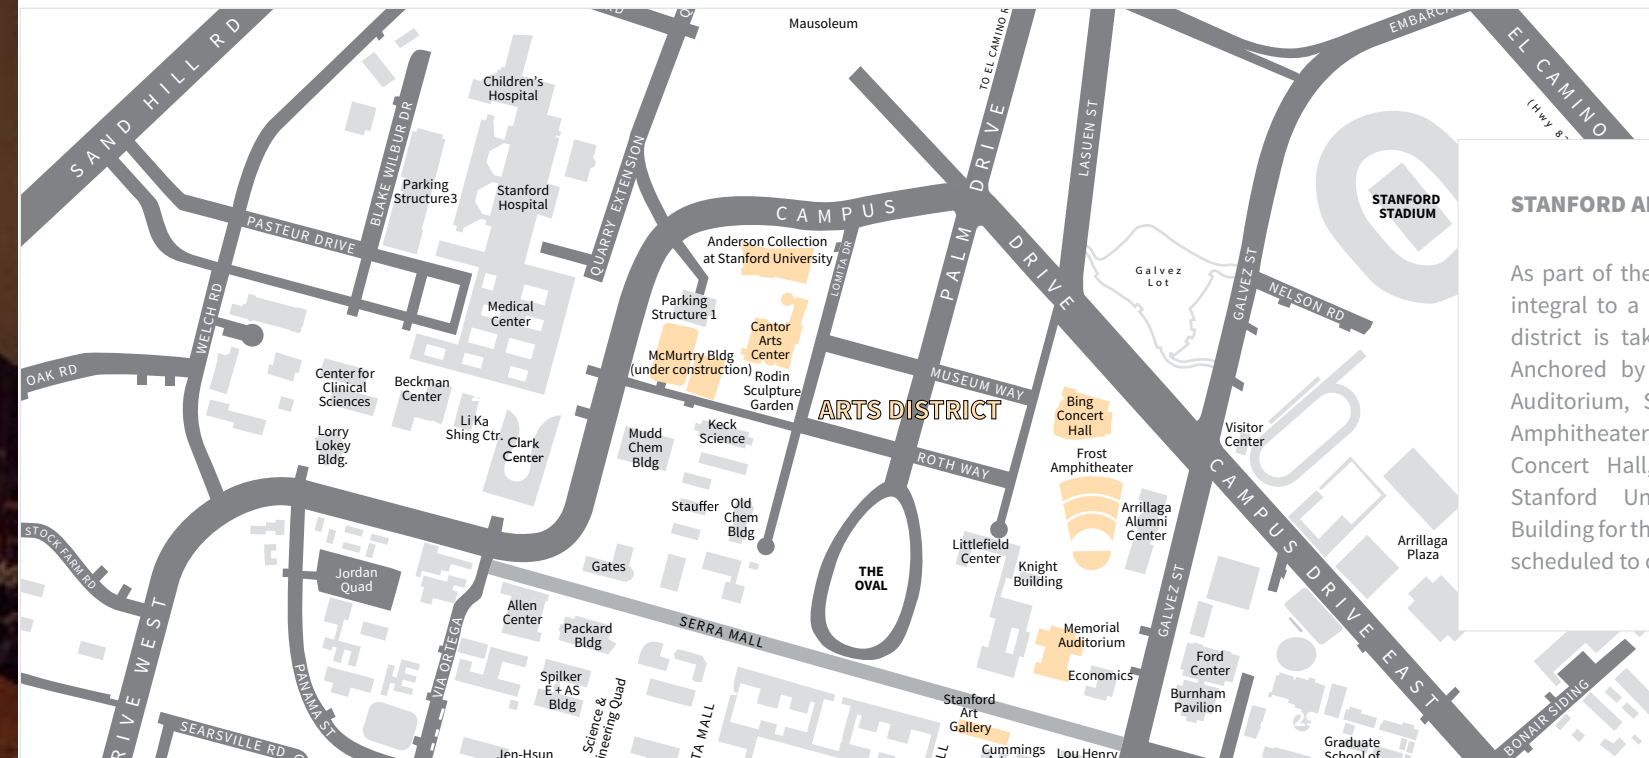 Mausoleum
TO EL CAMINO R
EMBARCA
EL CAMINO
(Hwy 8
SAND HILL RD
Children's
Hospital
BLAKE WILBUR DR
Parking
Structure3
Stanford
Hospital
QUARRY EXTENSION
PALM DRIVE
LASUEN ST
STANFORD
STADIUM
PASTEUR DRIVE
CAMPUS DRIVE
Anderson Collection
at Stanford University
LOMITA DR
Galvez
Lot
GALVEZ ST
NELSON RD
WELCH RD
Medical
Center
Parking
Structure 1
Cantor
Arts
Center
McMurtry Bldg
(under construction)
Rodin
Sculpture
Garden
MUSEUM WAY
ARTS DISTRICT
Bing
Concert
Hall
OAK RD
Center for
Clinical
Sciences
Beckman
Center
Li Ka
Shing Ctr.
Clark
Center
Lorry
Lokey
Bldg.
Mudd
Chem
Bldg
Keck
Science
ROTH WAY
Frost
Amphitheater
Visitor
Center
Stauffer
Old
Chem
Bldg
Arrillaga
Alumni
Center
Arrillaga
Plaza
STOCK FARM RD
Jordan
Quad
Gates
THE
OVAL
Littlefield
Center
Knight
Building
CAMPUS DRIVE EAST
RIVE WEST
Allen
Center
Packard
Bldg
SERRA MALL
Memorial
Auditorium
GALVEZ ST
VIA ORTEGA
PANAMA ST
Spilker
E + AS
Bldg
Science &
ineering Quad
TA MALL
Economics
Ford
Center
Burnham
Pavilion
Stanford
Art
Gallery
SEARSVILLE RD
Jen-Hsun
Cummings
Lou Henry
Graduate
School of
BONAIR SIDING
STANFORD A
As part of the
integral to a
district is tak
Anchored by
Auditorium, S
Amphitheater
Concert Hall,
Stanford Un
Building for th
scheduled to